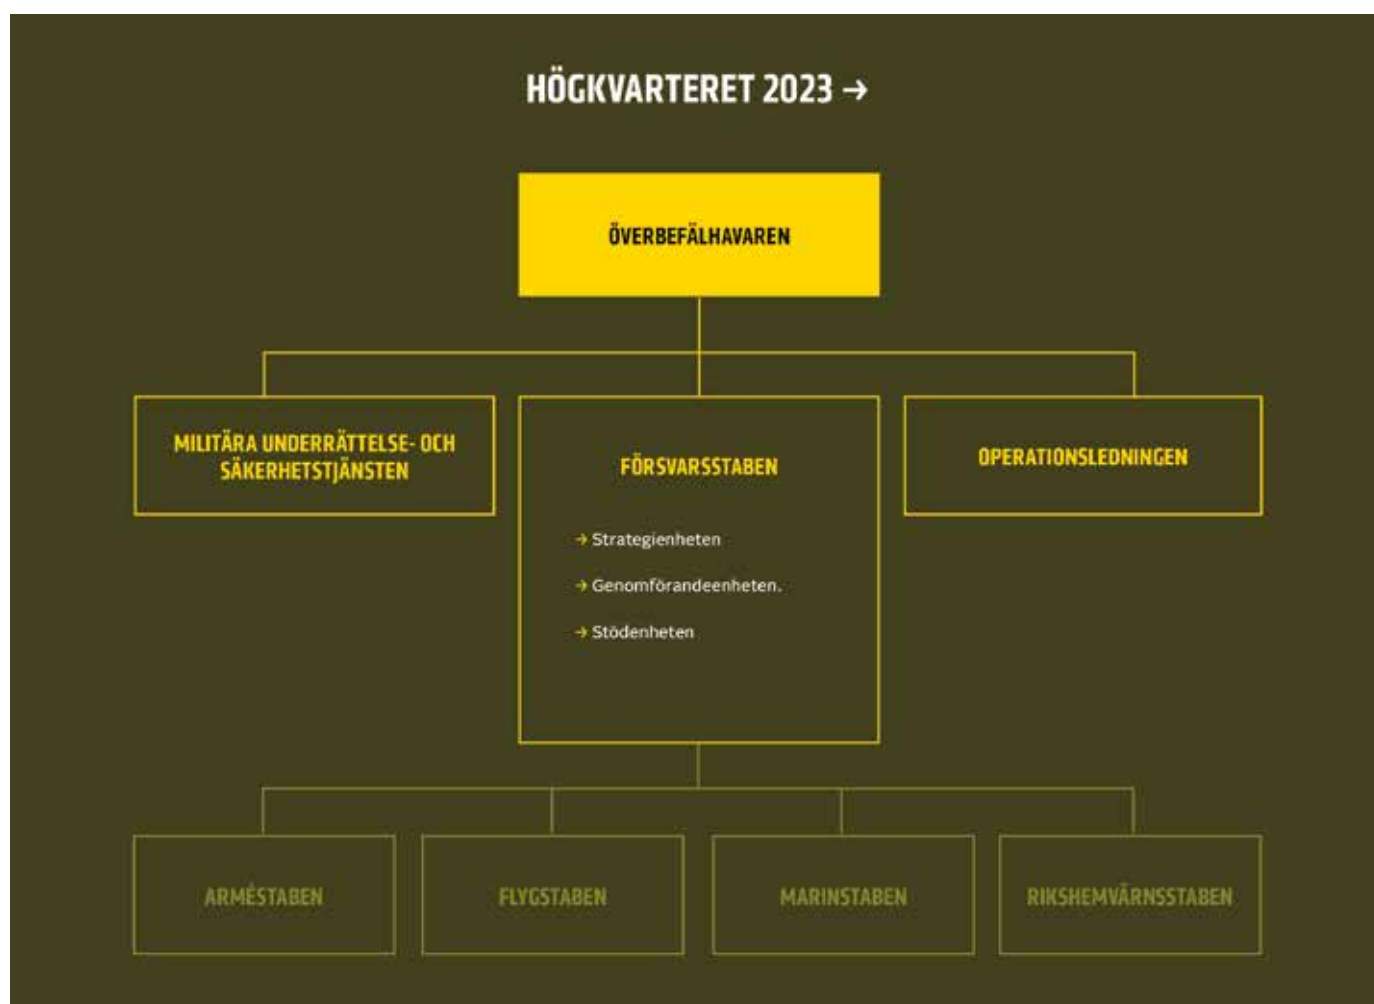 HÖGKVARTERET 2023 →
ÖVERBEFÄLHAVAREN
MILITÄRA UNDERRÄTTELSE- OCH
SÄKERHETSTJÄNSTEN
FÖRSVARSSTABEN
→ Strategienheten
→ Genomförandeenheten.
→ Stödenheten
OPERATIONSLEDNINGEN
ARMÉSTABEN
FLYGSTABEN
MARINSTABEN
RIKSHEMVÄRNSSTABEN